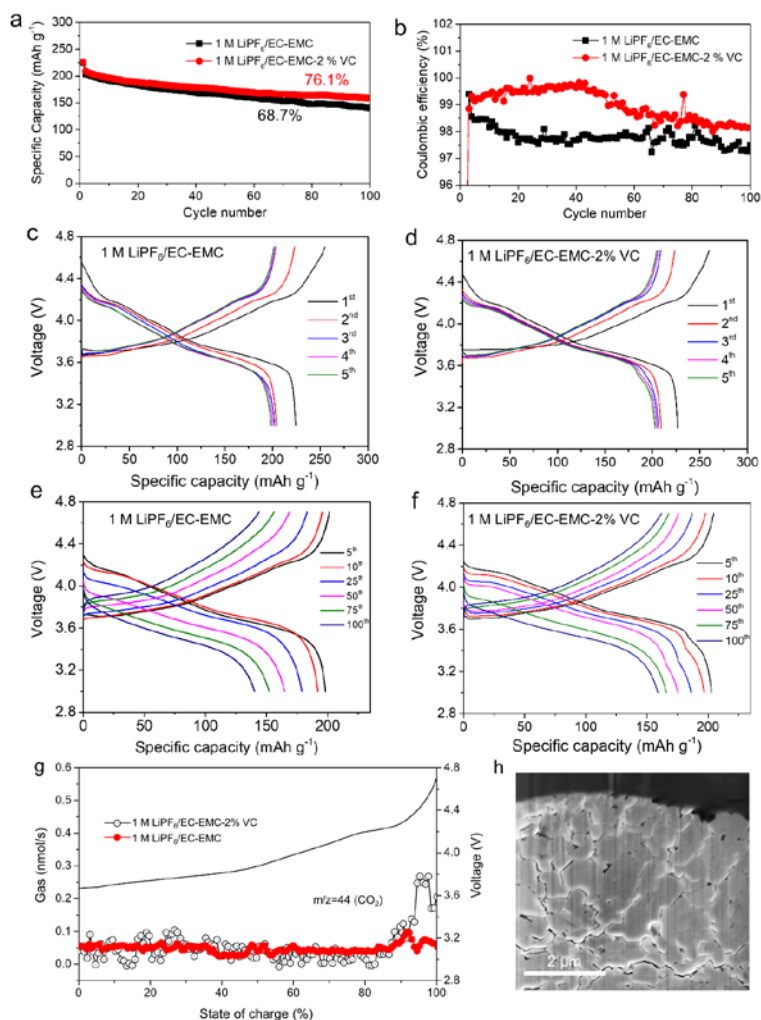 a
Specific Capacity (mAh g⁻¹)
300
250
200
150
100
50
0
1 M LiPF₆/EC-EMC
1 M LiPF₆/EC-EMC-2 % VC
76.1%
68.7%
0 20 40 60 80 100
Cycle number
b
Coulombic efficiency (%)
102
101
100
99
98
97
96
1 M LiPF₆/EC-EMC
1 M LiPF₆/EC-EMC-2 % VC
0 20 40 60 80 100
Cycle number
c
Voltage (V)
4.8
4.4
4.0
3.6
3.2
2.8
1 M LiPF₆/EC-EMC
1st
2nd
3rd
4th
5th
0 50 100 150 200 250 300
Specific capacity (mAh g⁻¹)
d
Voltage (V)
4.8
4.4
4.0
3.6
3.2
2.8
1 M LiPF₆/EC-EMC-2% VC
1st
2nd
3rd
4th
5th
0 50 100 150 200 250 300
Specific capacity (mAh g⁻¹)
e
Voltage (V)
4.8
4.4
4.0
3.6
3.2
2.8
1 M LiPF₆/EC-EMC
5th
10th
25th
50th
75th
100th
0 50 100 150 200
Specific capacity (mAh g⁻¹)
f
Voltage (V)
4.8
4.4
4.0
3.6
3.2
2.8
1 M LiPF₆/EC-EMC-2% VC
5th
10th
25th
50th
75th
100th
0 50 100 150 200
Specific capacity (mAh g⁻¹)
g
Gas (nmol/s)
0.6
0.5
0.4
0.3
0.2
0.1
0.0
1 M LiPF₆/EC-EMC-2% VC
1 M LiPF₆/EC-EMC
m/z=44 (CO₂)
4.8
4.4
4.0
3.6
3.2
2.8
Voltage (V)
0 20 40 60 80 100
State of charge (%)
h
2 μm